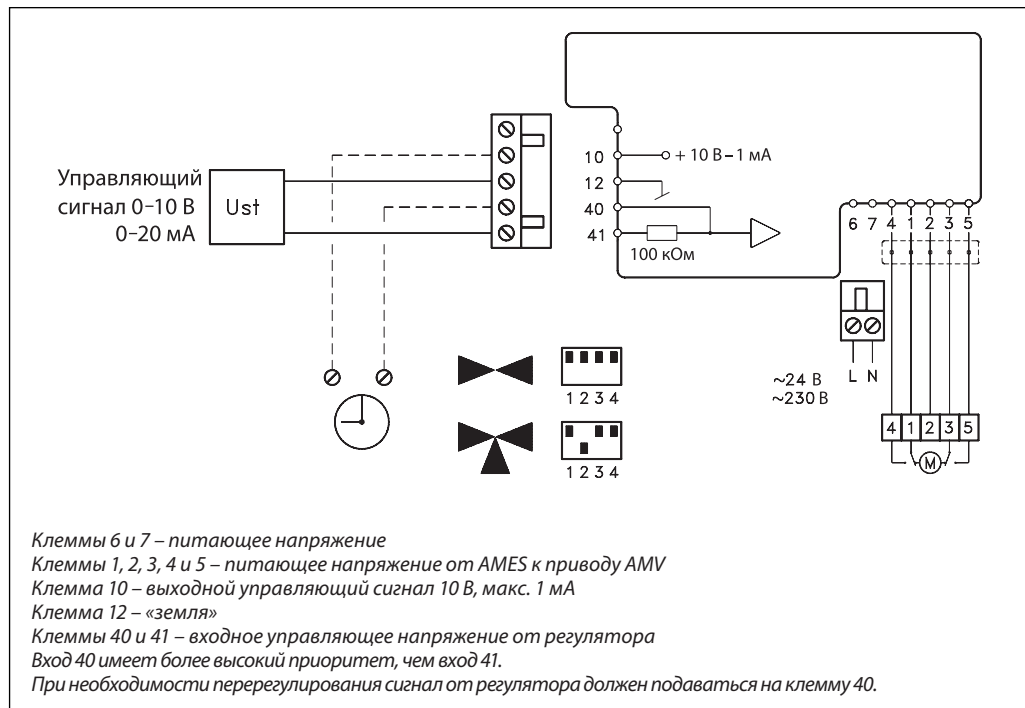 10
+ 10 В – 1 мА
12
40
41
100 кОм
Управляющий
сигнал 0–10 В
0–20 мА
Ust
6 7 4 1 2 3 5
L N
~24 В
~230 В
1 2 3 4
1 2 3 4
4 1 2 3 5
M
Клеммы 6 и 7 – питающее напряжение
Клеммы 1, 2, 3, 4 и 5 – питающее напряжение от AMES к приводу AMV
Клемма 10 – выходной управляющий сигнал 10 В, макс. 1 мА
Клемма 12 – «земля»
Клеммы 40 и 41 – входное управляющее напряжение от регулятора
Вход 40 имеет более высокий приоритет, чем вход 41.
При необходимости перерегулирования сигнал от регулятора должен подаваться на клемму 40.